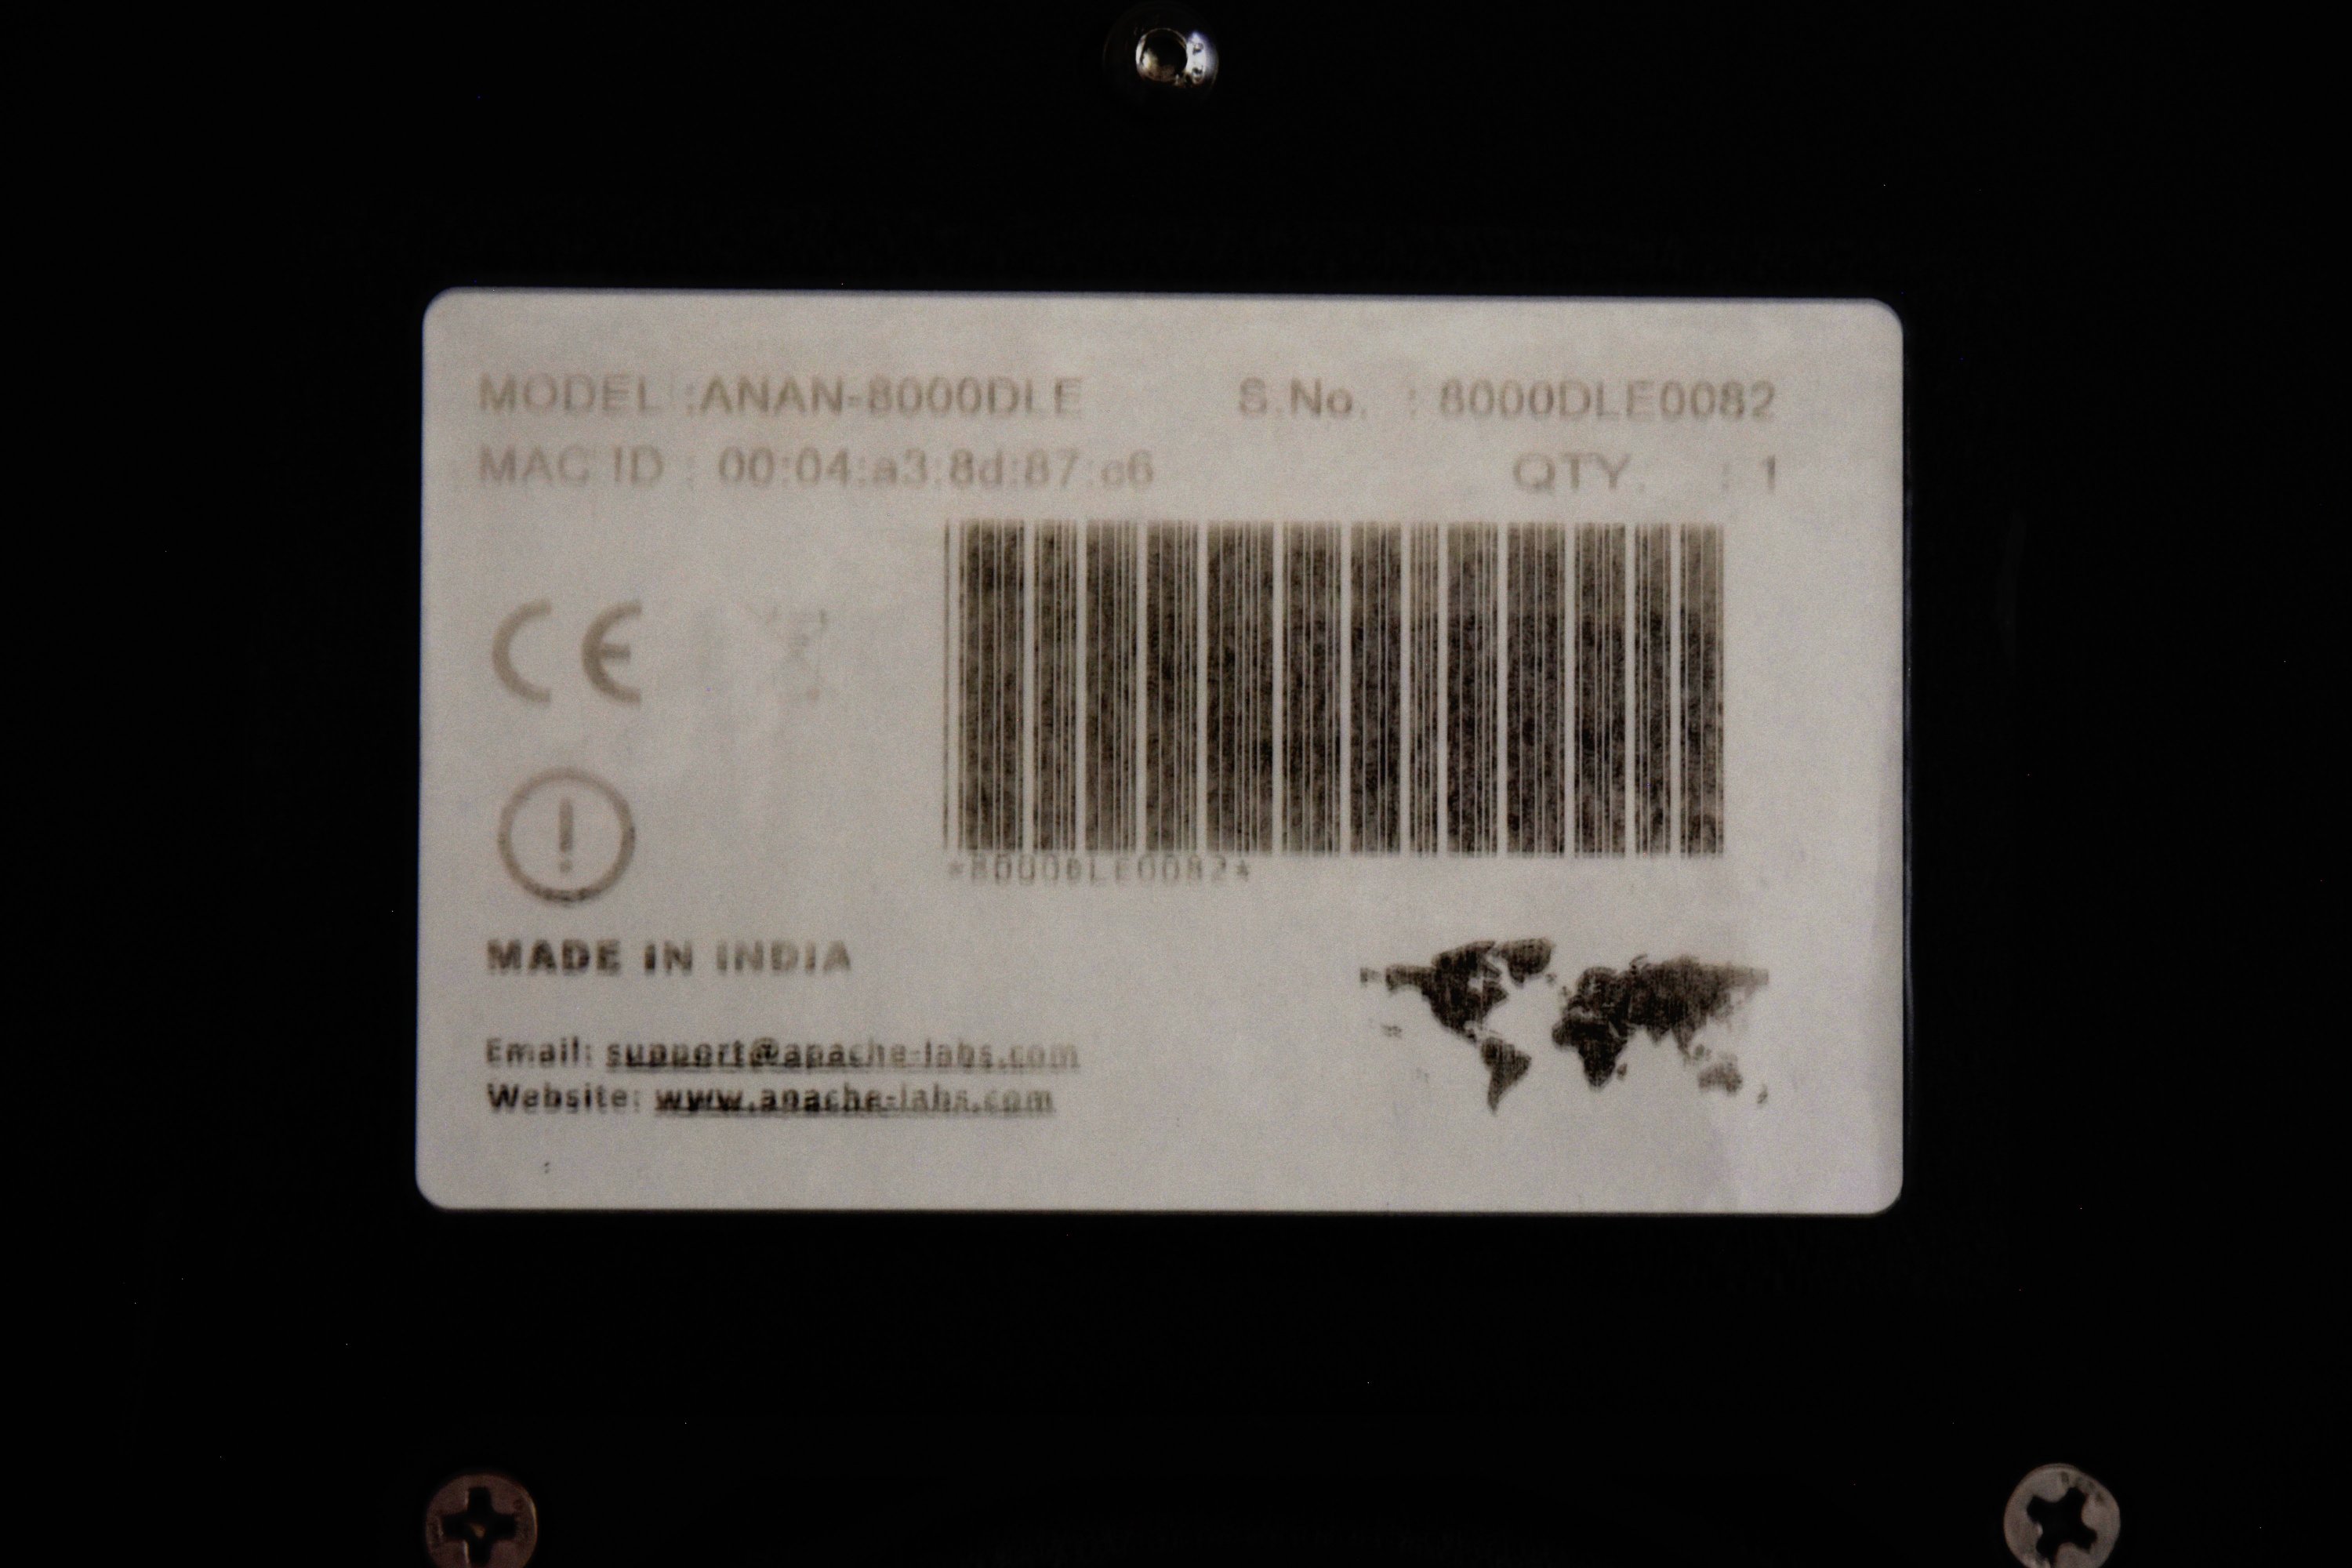 MODEL :ANAN-8000DLE S.No. : 8000DLE0082
MAC ID : 00:04:a3:8d:87:c6 QTY. : 1
CE
*8000DLE0082*
MADE IN INDIA
Email: support@apache-labs.com
Website: www.apache-labs.com